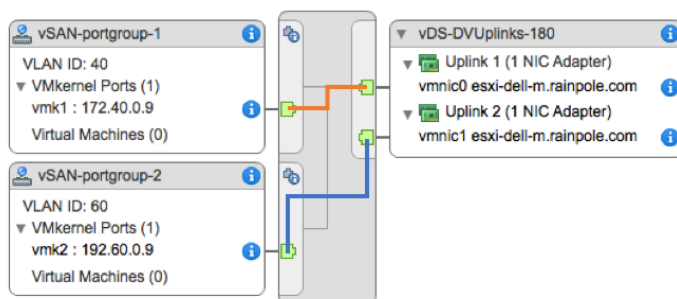 vSAN-portgroup-1
VLAN ID: 40
VMkernel Ports (1)
vmk1 : 172.40.0.9
Virtual Machines (0)
vSAN-portgroup-2
VLAN ID: 60
VMkernel Ports (1)
vmk2 : 192.60.0.9
Virtual Machines (0)
vDS-DVUplinks-180
Uplink 1 (1 NIC Adapter)
vmnic0 esxi-dell-m.rainpole.com
Uplink 2 (1 NIC Adapter)
vmnic1 esxi-dell-m.rainpole.com